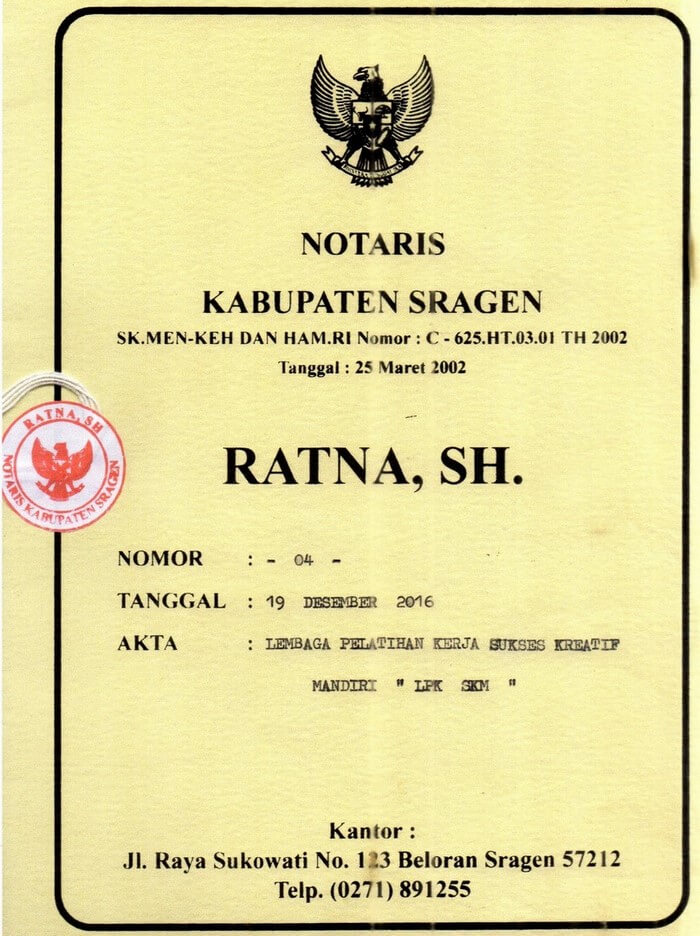 NOTARIS
KABUPATEN SRAGEN
SK.MEN-KEH DAN HAM.RI Nomor : C - 625.HT.03.01 TH 2002
Tanggal : 25 Maret 2002
RATNA, SH.
RATNA, SH
NOTARIS KABUPATEN SRAGEN
NOMOR : - 04 -
TANGGAL : 19 DESEMBER 2016
AKTA : LEMBAGA PELATIHAN KERJA SUKSES KREATIF
MANDIRI " LPK SKM "
Kantor :
Jl. Raya Sukowati No. 123 Beloran Sragen 57212
Telp. (0271) 891255